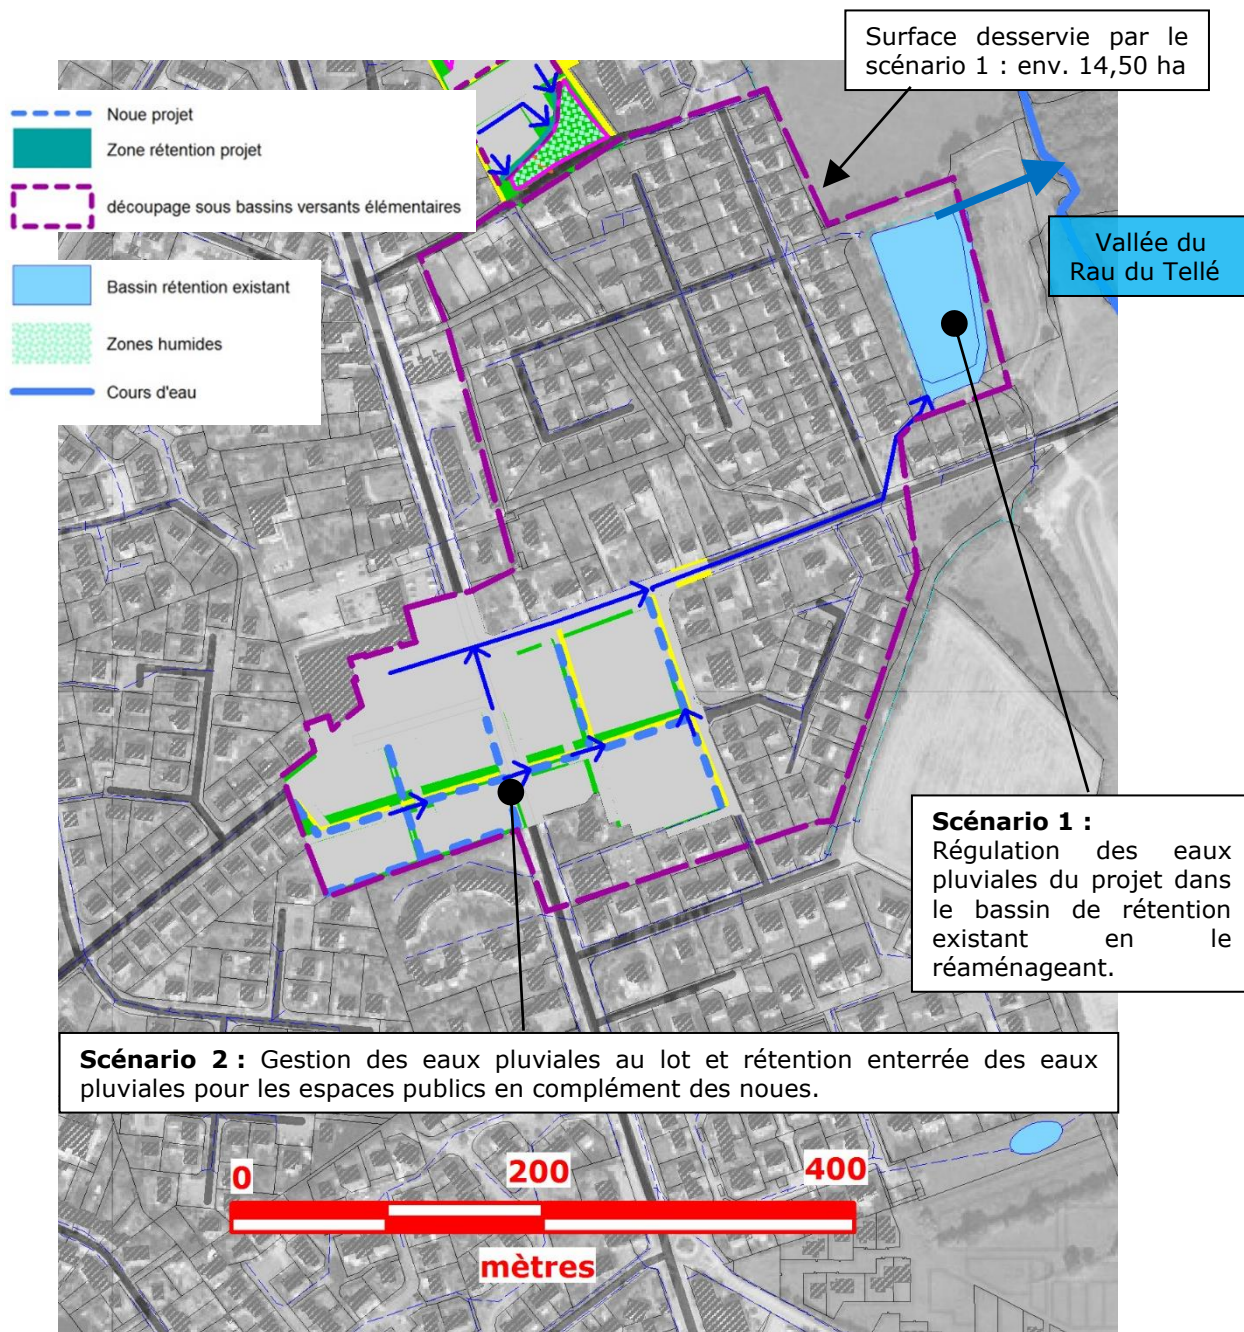 Surface desservie par le
scénario 1 : env. 14,50 ha
Noue projet
Zone rétention projet
découpage sous bassins versants élémentaires
Bassin rétention existant
Zones humides
Cours d'eau
Vallée du
Rau du Tellé
Scénario 1 :
Régulation des eaux
pluviales du projet dans
le bassin de rétention
existant en le
réaménageant.
Scénario 2 : Gestion des eaux pluviales au lot et rétention enterrée des eaux
pluviales pour les espaces publics en complément des noues.
0 200 400
mètres